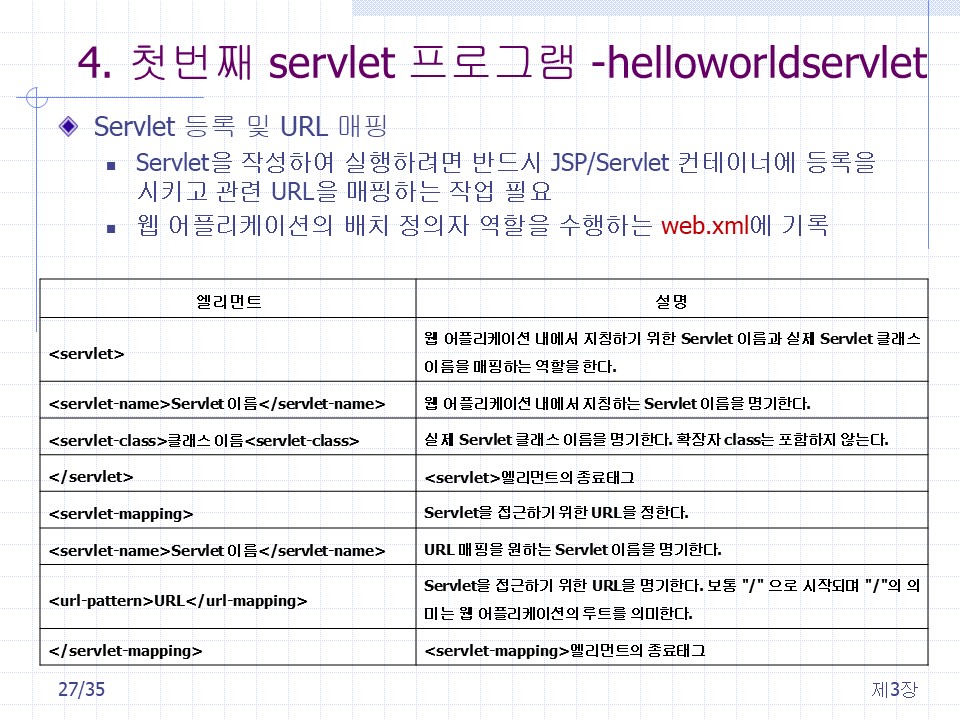 4. 첫번째 servlet 프로그램 -helloworldservlet
Servlet 등록 및 URL 매핑
Servlet을 작성하여 실행하려면 반드시 JSP/Servlet 컨테이너에 등록을
시키고 관련 URL을 매핑하는 작업 필요
웹 어플리케이션의 배치 정의자 역할을 수행하는 web.xml에 기록
엘리먼트 설명
<servlet> 웹 어플리케이션 내에서 지칭하기 위한 Servlet 이름과 실제 Servlet 클래스
이름을 매핑하는 역할을 한다.
<servlet-name>Servlet 이름</servlet-name> 웹 어플리케이션 내에서 지칭하는 Servlet 이름을 명기한다.
<servlet-class>클래스 이름<servlet-class> 실제 Servlet 클래스 이름을 명기한다. 확장자 class는 포함하지 않는다.
</servlet> <servlet>엘리먼트의 종료태그
<servlet-mapping> Servlet을 접근하기 위한 URL을 정한다.
<servlet-name>Servlet 이름</servlet-name> URL 매핑을 원하는 Servlet 이름을 명기한다.
<url-pattern>URL</url-mapping> Servlet을 접근하기 위한 URL을 명기한다. 보통 "/" 으로 시작되며 "/"의 의
미는 웹 어플리케이션의 루트를 의미한다.
</servlet-mapping> <servlet-mapping>엘리먼트의 종료태그
27/35 제3장